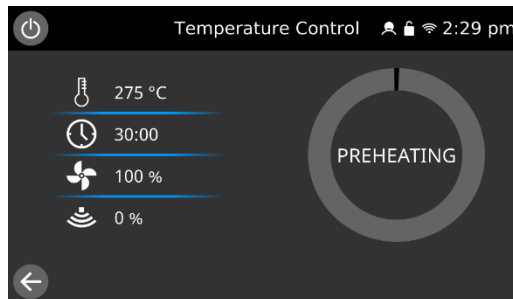 Temperature Control 2:29 pm
275 °C
30:00
PREHEATING
100 %
0 %